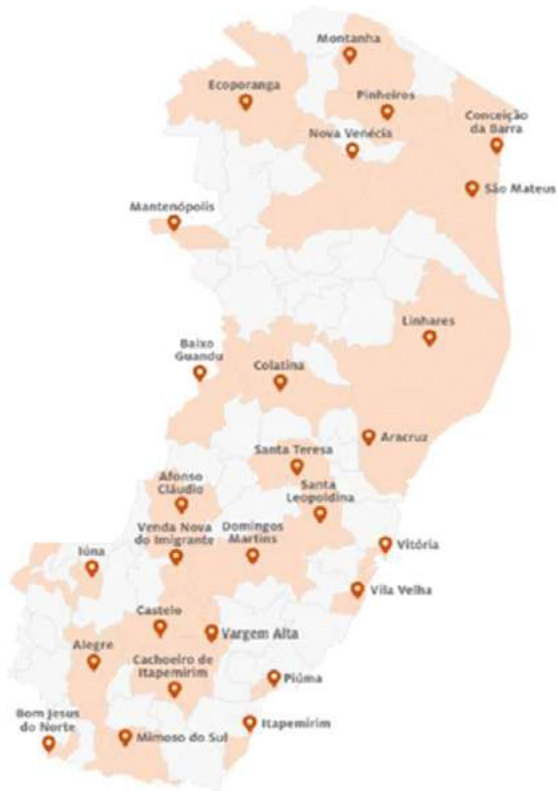 Montanha
Ecoporanga
Pinheiros
Conceição
da Barra
Nova Venécia
São Mateus
Mantenópolis
Linhares
Baixo
Guandu
Colatina
Aracruz
Santa Teresa
Afonso
Cláudio
Santa
Leopoldina
Venda Nova
do Imigrante
Domingos
Martins
Vitória
Iúna
Vila Velha
Castelo
Vargem Alta
Alegre
Cachoeiro de
Itapemirim
Piúma
Bom Jesus
do Norte
Itapemirim
Mimoso do Sul